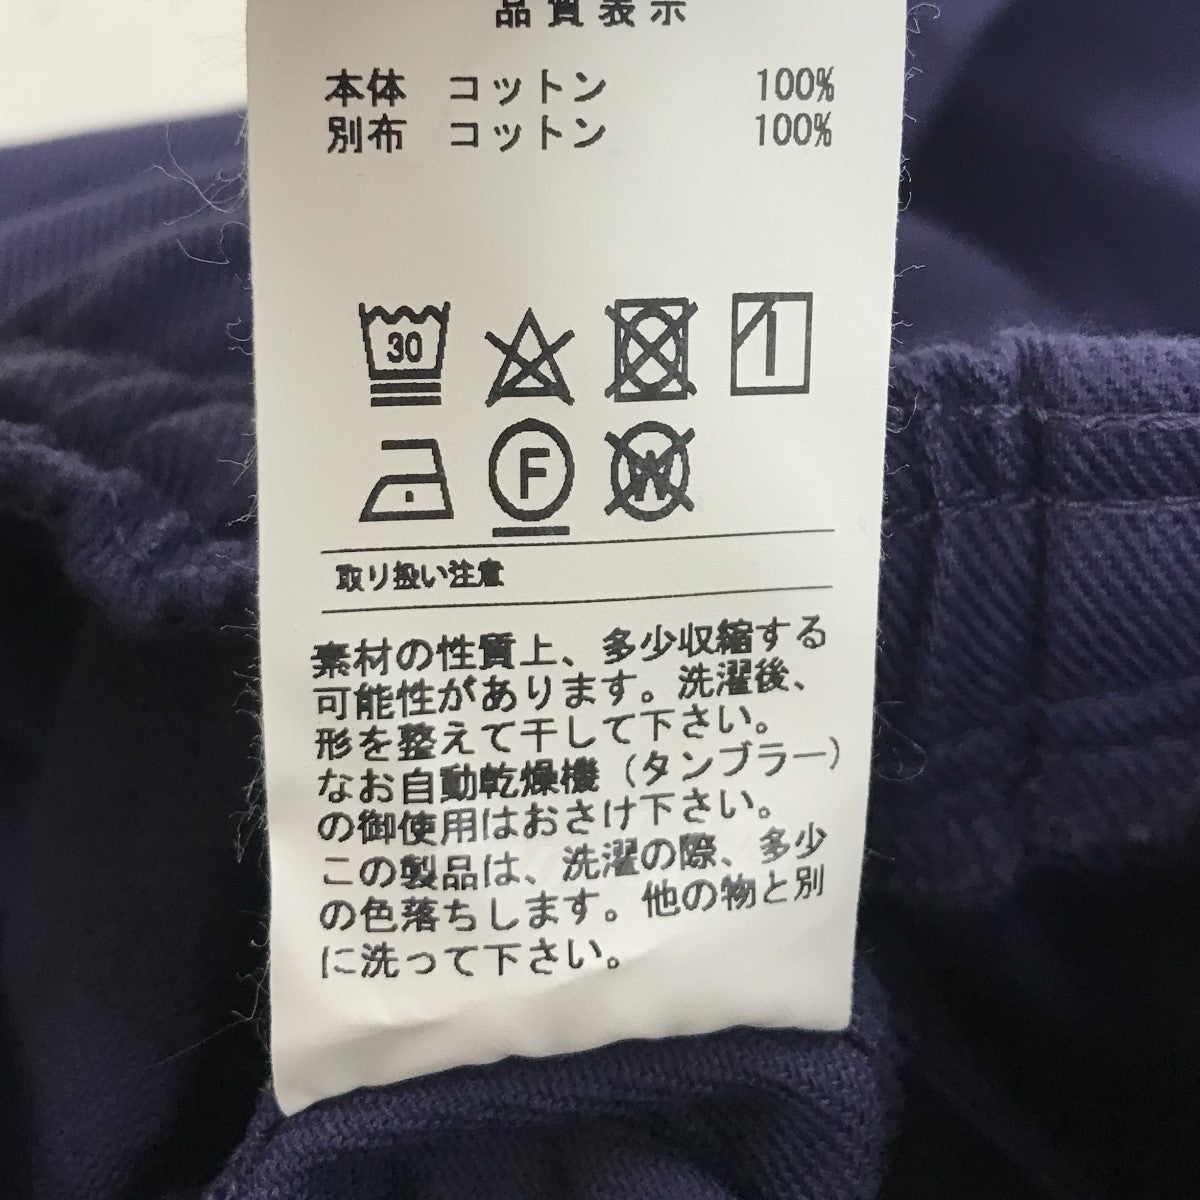 品質表示
本体 コットン 100%
別布 コットン 100%
30
F
W
取り扱い注意
素材の性質上、多少収縮する
可能性があります。洗濯後、
形を整えて干して下さい。
なお自動乾燥機（タンブラー）
の御使用はおさけ下さい。
この製品は、洗濯の際、多少
の色落ちします。他の物と別
に洗って下さい。